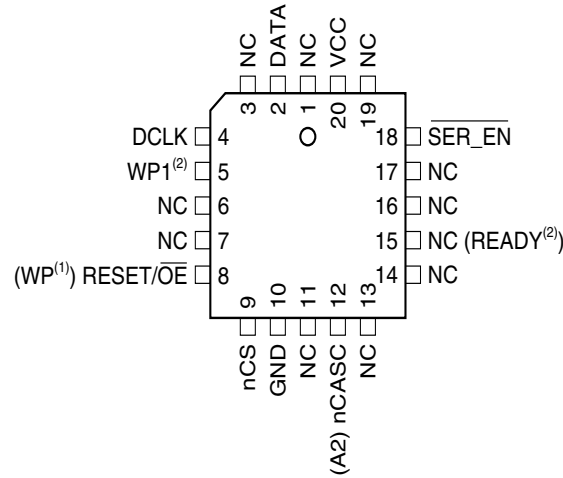 NC
DATA
NC
VCC
NC
3
2
1
20
19
DCLK 4
18 S̅E̅R̅_̅E̅N̅
WP1⁽²⁾ 5
17 NC
NC 6
16 NC
NC 7
15 NC (READY⁽²⁾)
(WP⁽¹⁾) RESET/O̅E̅ 8
14 NC
9
10
11
12
13
nCS
GND
NC
(A2) nCASC
NC